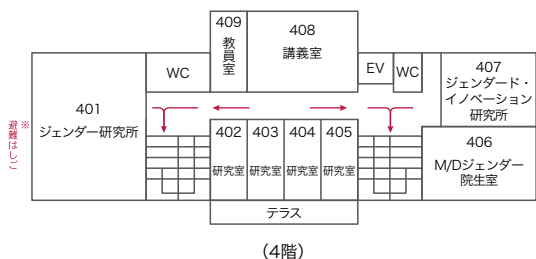 409
教員室
408
講義室
WC
EV
WC
407
ジェンダード・
イノベーション
研究所
401
ジェンダー研究所
※
避難はしご
402
研究室
403
研究室
404
研究室
405
研究室
406
M/Dジェンダー
院生室
テラス
(4階)